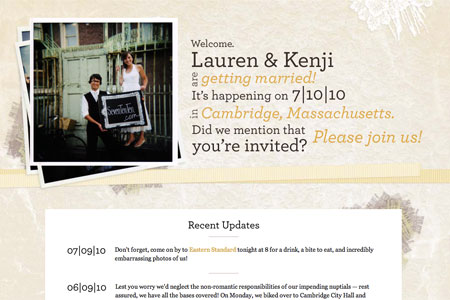 Welcome.
Lauren & Kenji
are getting married!
It's happening on 7|10|10
in Cambridge, Massachusetts.
Did we mention that
you're invited? Please join us!
Recent Updates
07|09|10 Don't forget, come on by to Eastern Standard tonight at 8 for a drink, a bite to eat, and incredibly
embarrassing photos of us!
06|09|10 Lest you worry we'd neglect the non-romantic responsibilities of our impending nuptials — rest
assured, we have all the bases covered! On Monday, we biked over to Cambridge City Hall and